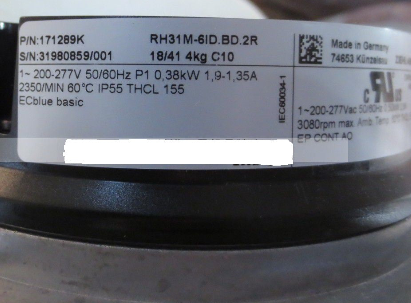 P/N:171289K
S/N:31980859/001
RH31M-6ID.BD.2R
18/41 4kg C10
1~ 200-277V 50/60Hz P1 0,38kW 1,9-1,35A
2350/MIN 60°C IP55 THCL 155
ECblue basic
IEC60034-1
Made in Germany
74653 Künzelsau
c US
1~200-277Vac 50/60Hz
3080rpm max. Amb. Temp.
EP CONT AO